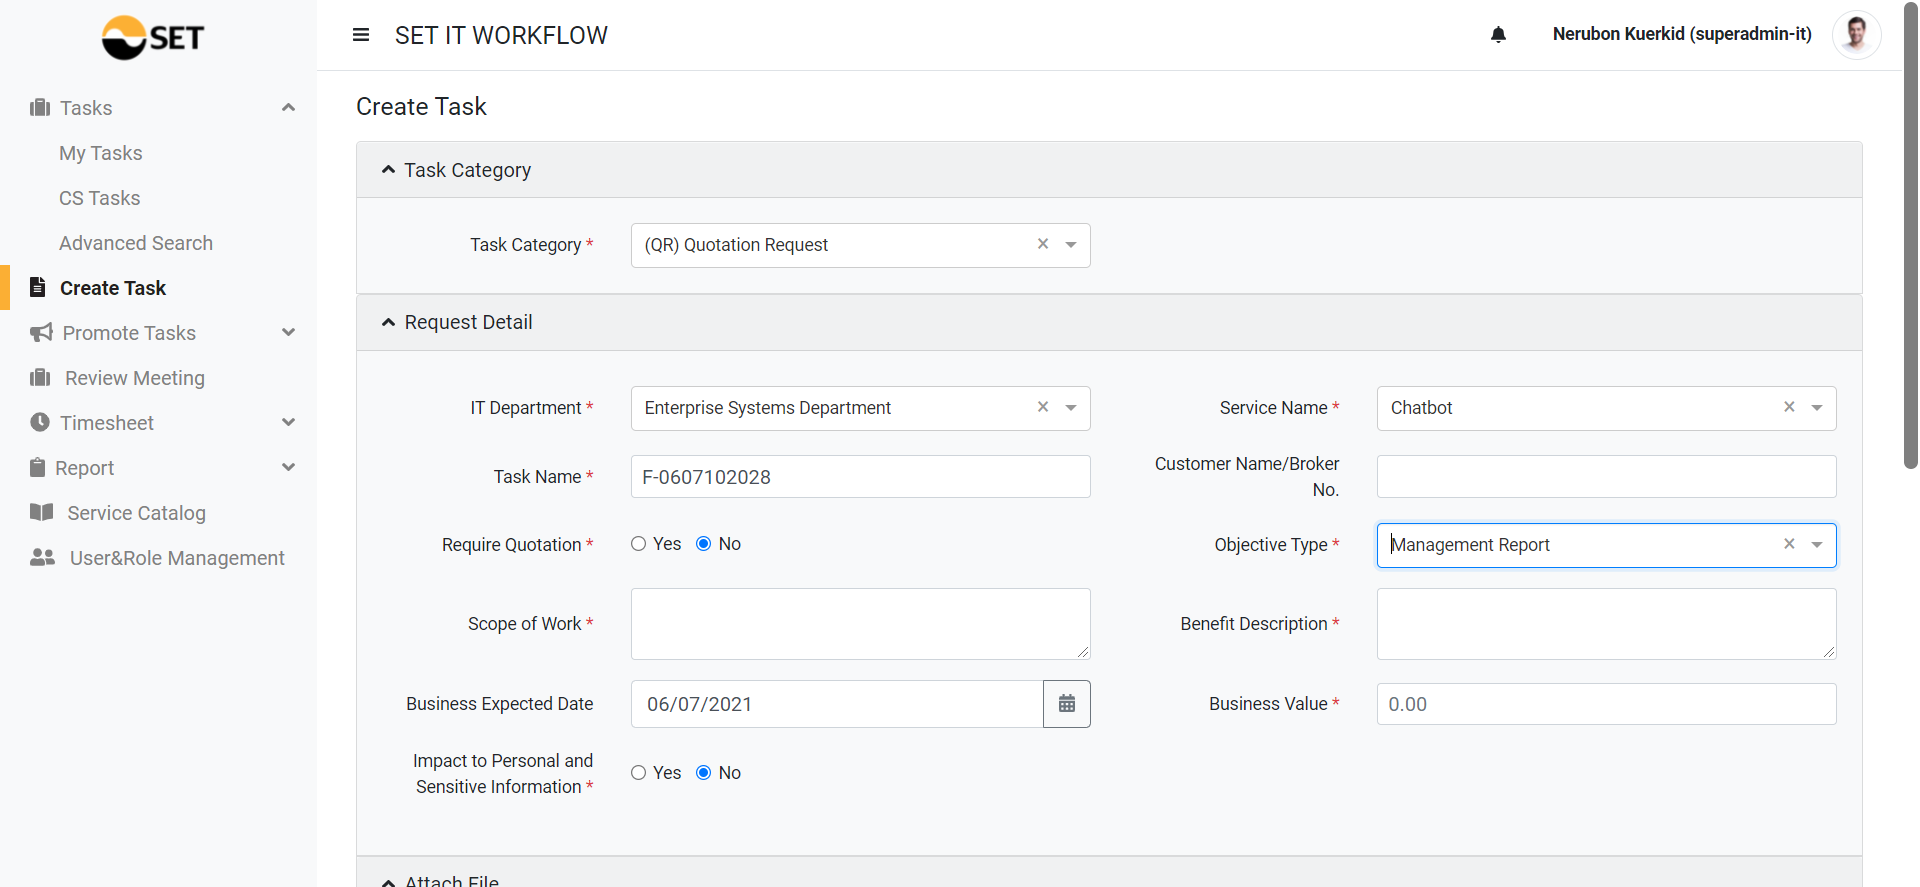 SET
SET IT WORKFLOW
Nerubon Kuerkid (superadmin-it)
Tasks
My Tasks
CS Tasks
Advanced Search
Create Task
Promote Tasks
Review Meeting
Timesheet
Report
Service Catalog
User&Role Management
Create Task
Task Category
Task Category * (QR) Quotation Request
Request Detail
IT Department * Enterprise Systems Department
Service Name * Chatbot
Task Name * F-0607102028
Customer Name/Broker
No.
Require Quotation * Yes No
Objective Type * Management Report
Scope of Work *
Benefit Description *
Business Expected Date 06/07/2021
Business Value * 0.00
Impact to Personal and
Sensitive Information * Yes No
Attach File